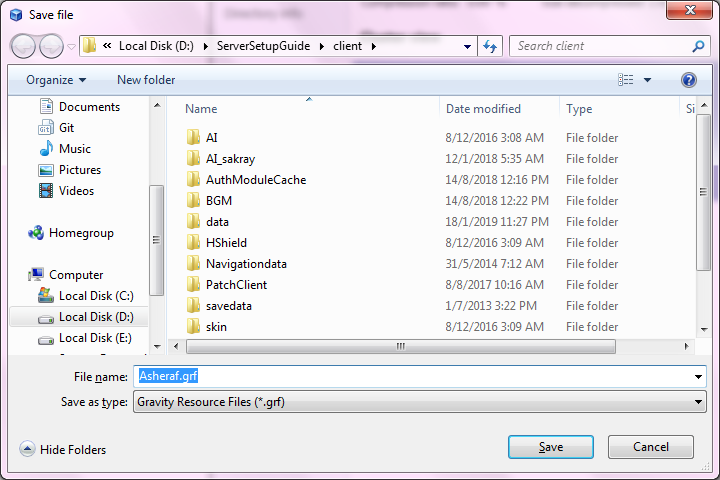 Save file
« Local Disk (D:) ▸ ServerSetupGuide ▸ client ▸
Search client
Organize New folder
Documents
Git
Music
Pictures
Videos
Homegroup
Computer
Local Disk (C:)
Local Disk (D:)
Local Disk (E:)
Name Date modified Type Si
AI 8/12/2016 3:08 AM File folder
AI_sakray 12/1/2018 5:35 AM File folder
AuthModuleCache 14/8/2018 12:16 PM File folder
BGM 14/8/2018 12:22 PM File folder
data 18/1/2019 11:27 PM File folder
HShield 8/12/2016 3:09 AM File folder
Navigationdata 31/5/2014 7:12 AM File folder
PatchClient 8/8/2017 10:16 AM File folder
savedata 1/7/2013 3:22 PM File folder
skin 8/12/2016 3:09 AM File folder
File name: Asheraf.grf
Save as type: Gravity Resource Files (*.grf)
Hide Folders
Save Cancel